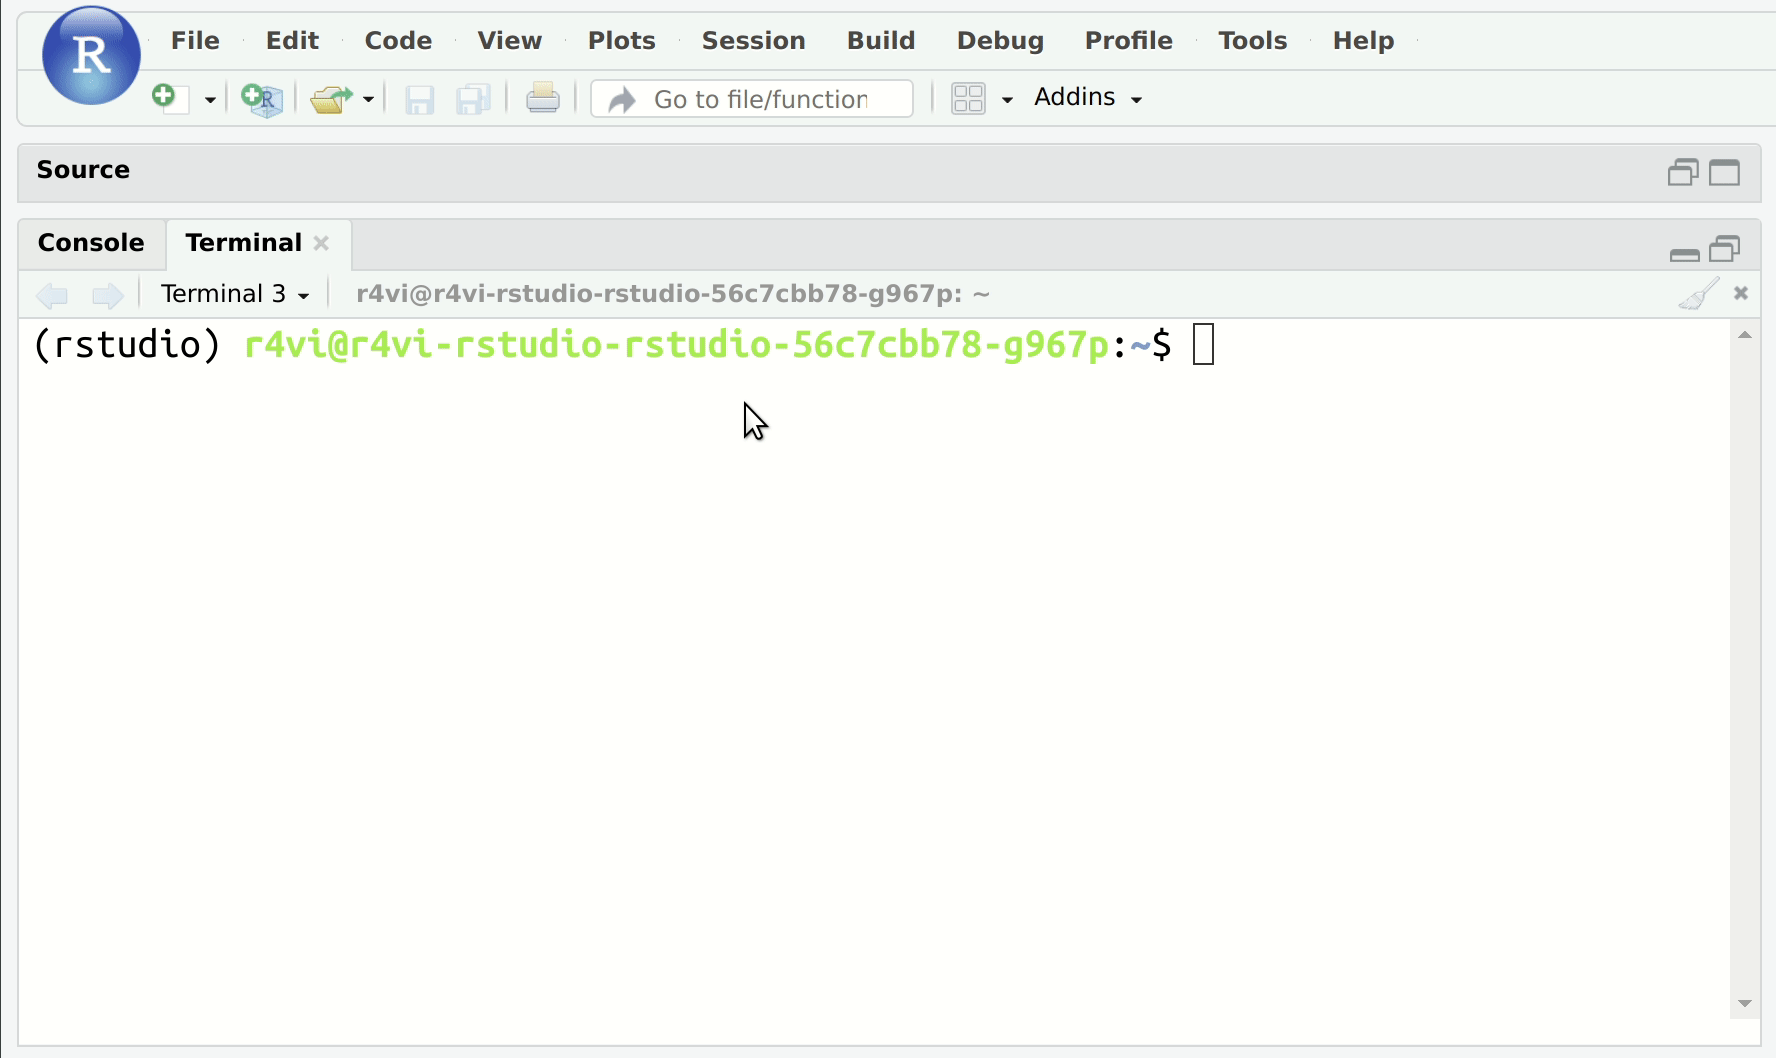 R File Edit Code View Plots Session Build Debug Profile Tools Help
R Go to file/function Addins
Source
Console Terminal
Terminal 3 r4vi@r4vi-rstudio-rstudio-56c7cbb78-g967p: ~
(rstudio) r4vi@r4vi-rstudio-rstudio-56c7cbb78-g967p:~$